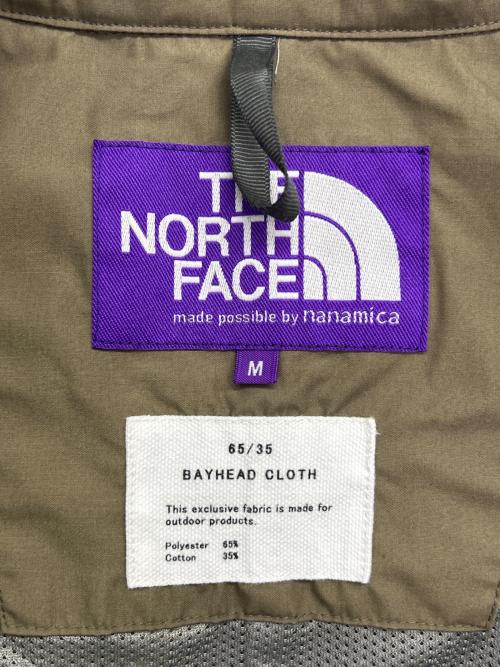 THE
NORTH
FACE
made possible by nanamica
M
65/35
BAYHEAD CLOTH
This exclusive fabric is made for
outdoor products.
Polyester 65%
Cotton 35%